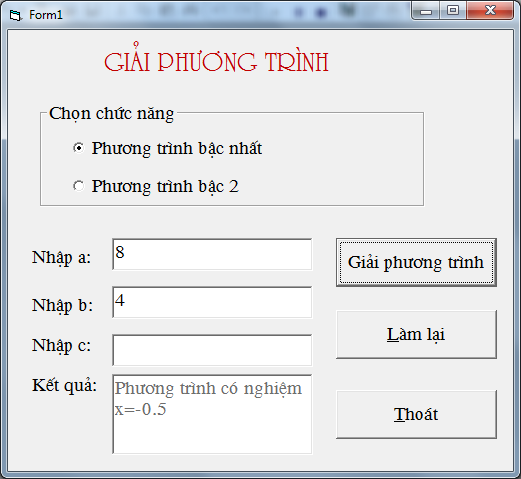 Form1
GIẢI PHƯƠNG TRÌNH
Chọn chức năng
Phương trình bậc nhất
Phương trình bậc 2
Nhập a:
8
Giải phương trình
Nhập b:
4
Làm lại
Nhập c:
Kết quả:
Phương trình có nghiệm
x=-0.5
Thoát